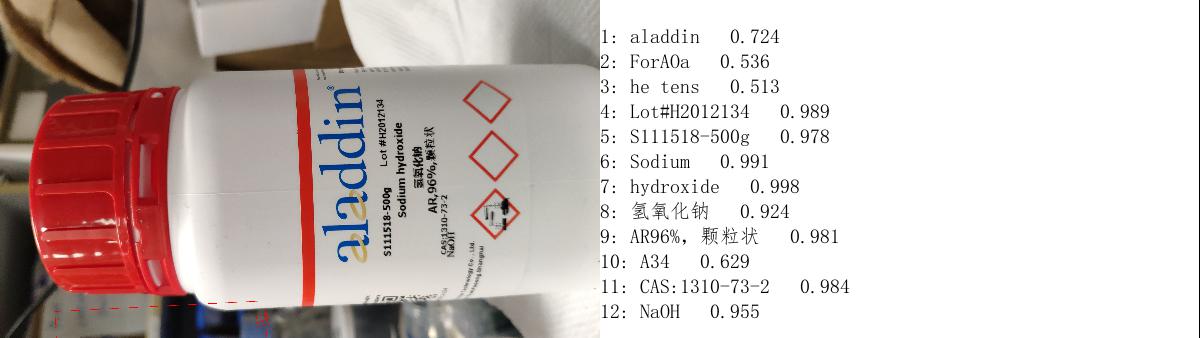 aladdin
S111518-500g Lot #H2012134
Sodium hydroxide
氢氧化钠
AR,96%,颗粒状
CAS:1310-73-2
NaOH
1: aladdin 0.724
2: ForAOa 0.536
3: he tens 0.513
4: Lot#H2012134 0.989
5: S111518-500g 0.978
6: Sodium 0.991
7: hydroxide 0.998
8: 氢氧化钠 0.924
9: AR96%, 颗粒状 0.981
10: A34 0.629
11: CAS:1310-73-2 0.984
12: NaOH 0.955